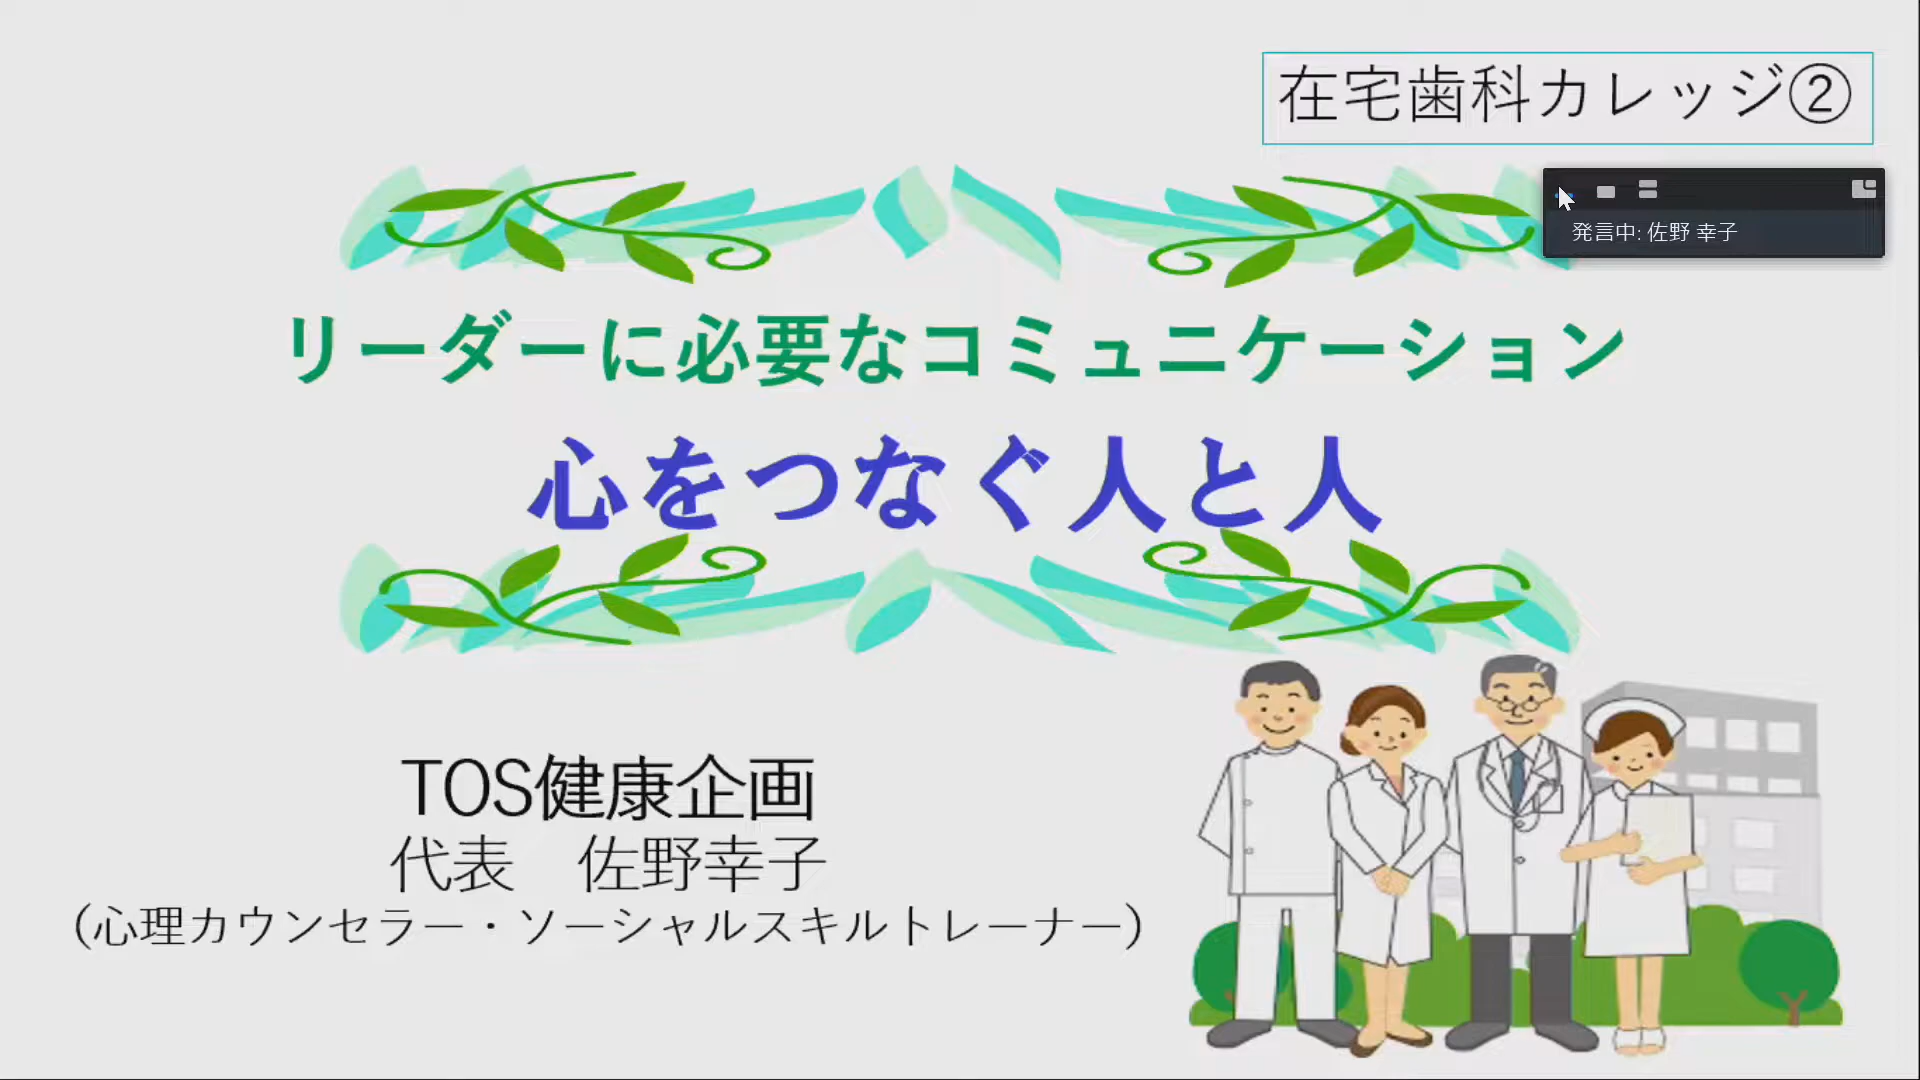 在宅歯科カレッジ②
発言中: 佐野 幸子
リーダーに必要なコミュニケーション
心をつなぐ人と人
TOS健康企画
代表　佐野幸子
（心理カウンセラー・ソーシャルスキルトレーナー）